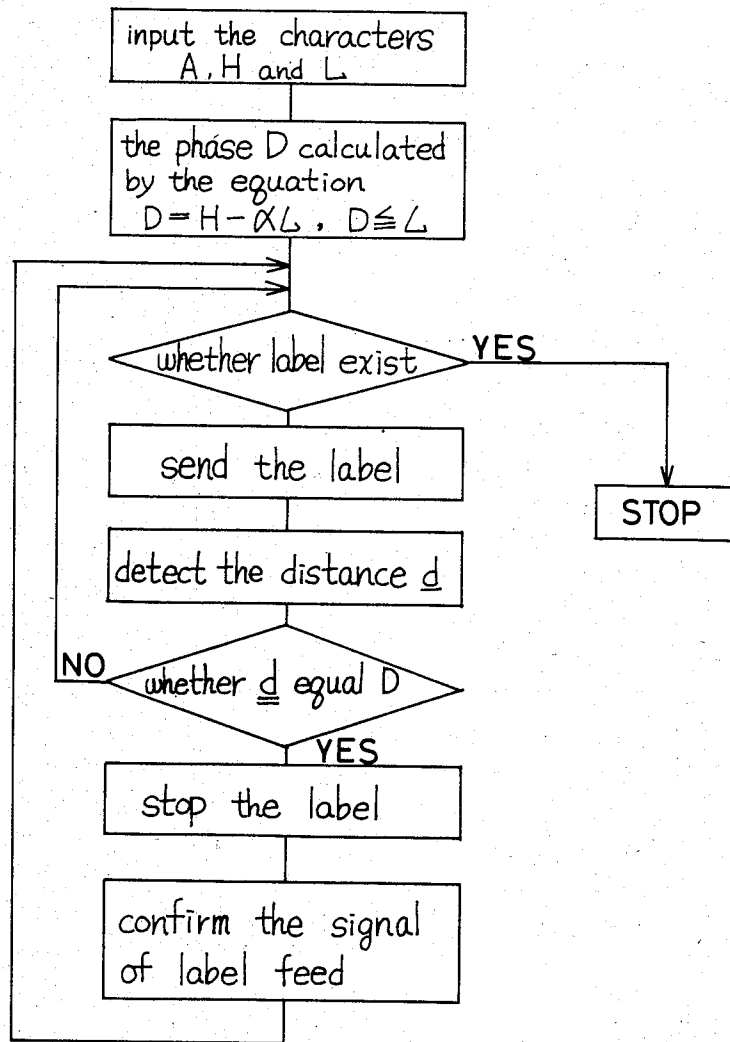 input the characters
A, H and L
the phase D calculated
by the equation
D = H - αL, D ≦ L
whether label exist
YES
send the label
STOP
detect the distance d
NO
whether d equal D
YES
stop the label
confirm the signal
of label feed